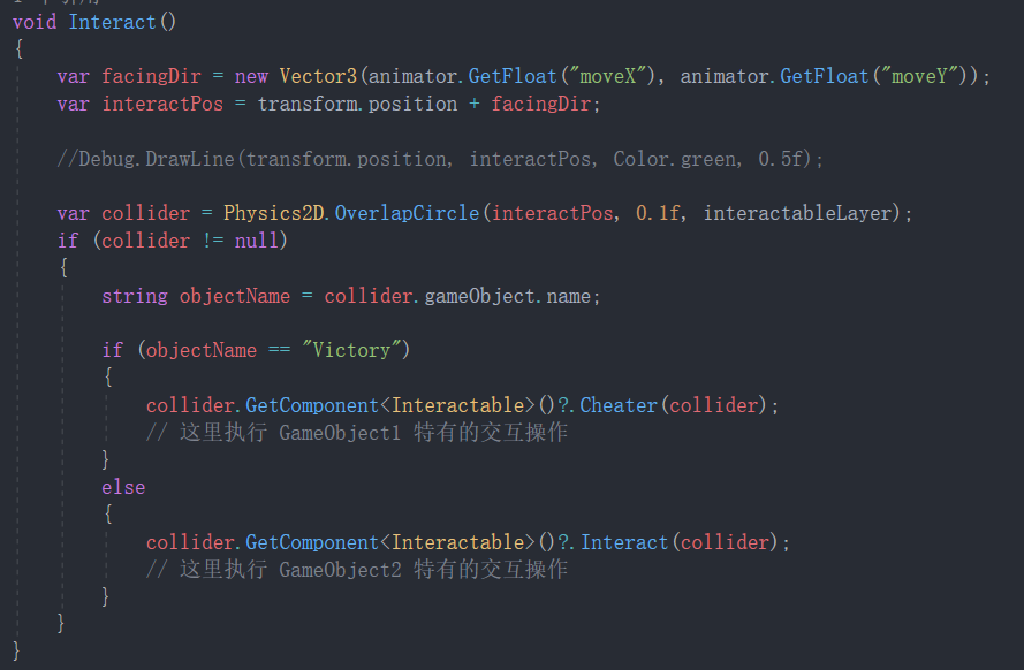 void Interact()
{
var facingDir = new Vector3(animator.GetFloat("moveX"), animator.GetFloat("moveY"));
var interactPos = transform.position + facingDir;
//Debug.DrawLine(transform.position, interactPos, Color.green, 0.5f);
var collider = Physics2D.OverlapCircle(interactPos, 0.1f, interactableLayer);
if (collider != null)
{
string objectName = collider.gameObject.name;
if (objectName == "Victory")
{
collider.GetComponent<Interactable>()?.Cheater(collider);
// 这里执行 GameObject1 特有的交互操作
}
else
{
collider.GetComponent<Interactable>()?.Interact(collider);
// 这里执行 GameObject2 特有的交互操作
}
}
}